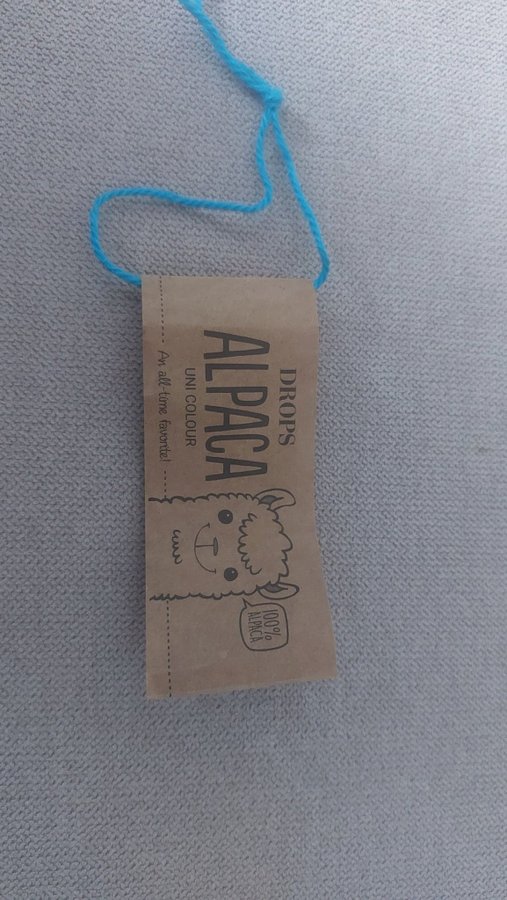 DROPS
ALPACA
UNI COLOUR
An all-time favorite!
100%
ALPACA